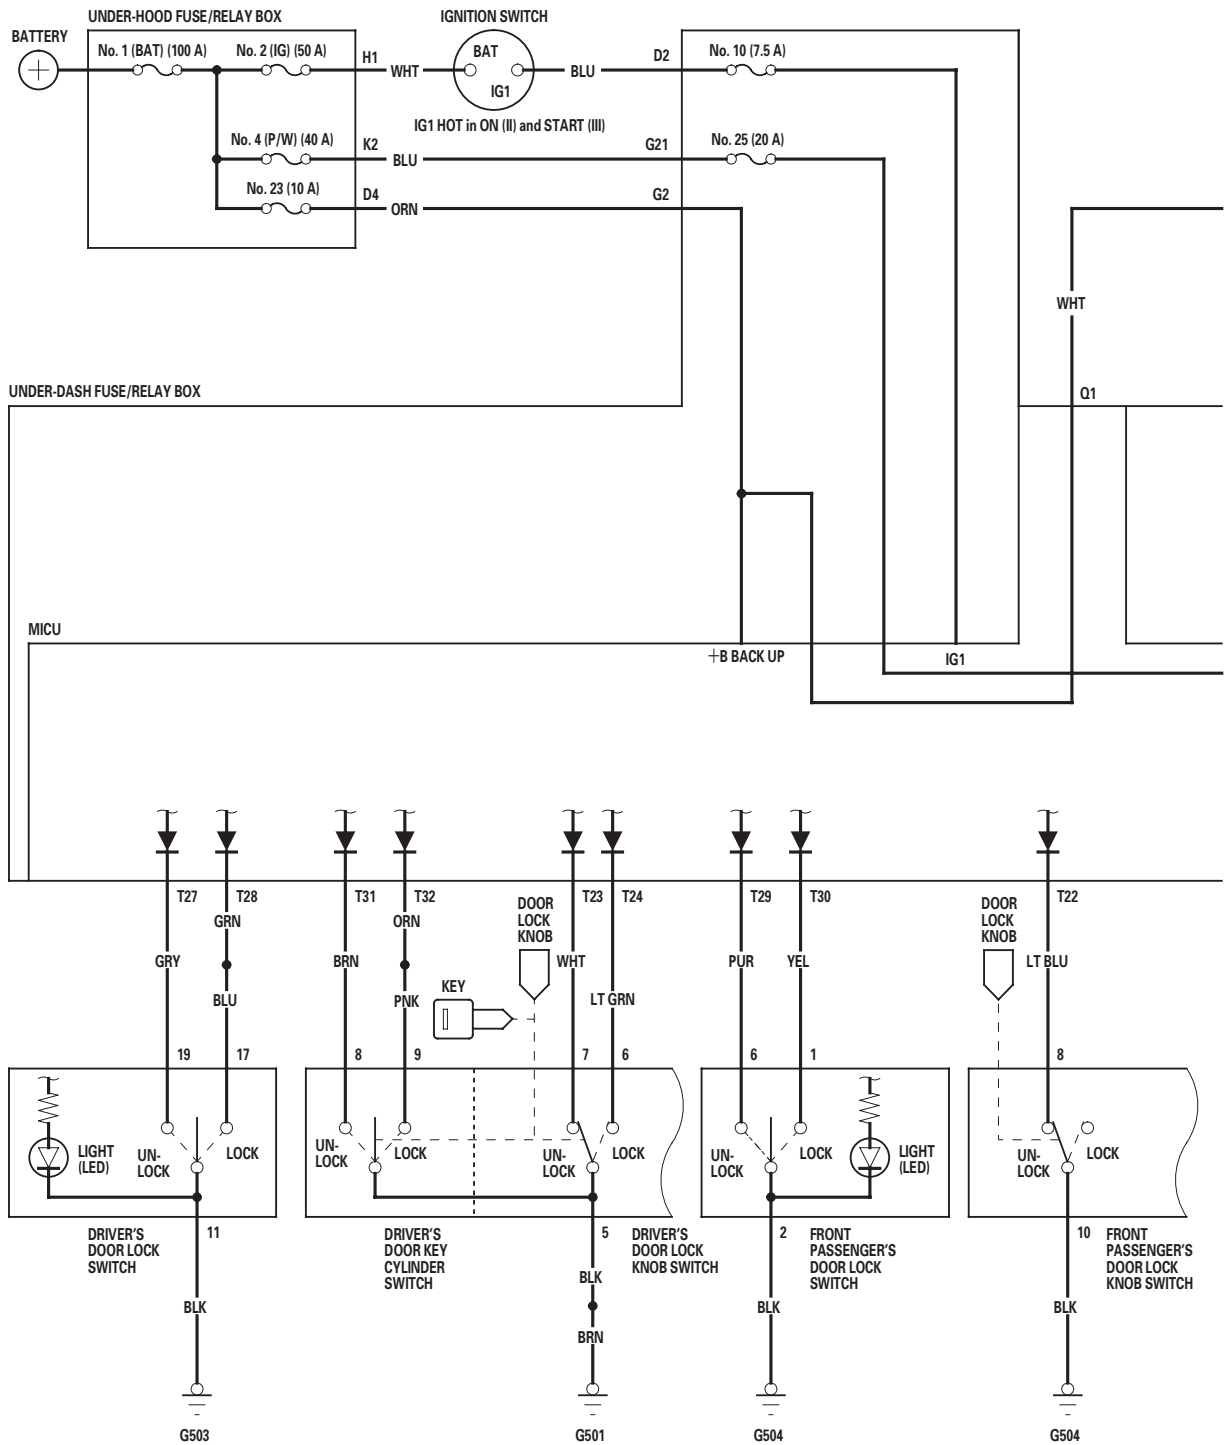 UNDER-HOOD FUSE/RELAY BOX
IGNITION SWITCH
BATTERY
No. 1 (BAT) (100 A)
No. 2 (IG) (50 A)
H1
WHT
BAT
IG1
BLU
D2
No. 10 (7.5 A)
IG1 HOT in ON (II) and START (III)
No. 4 (P/W) (40 A)
K2
BLU
G21
No. 25 (20 A)
No. 23 (10 A)
D4
ORN
G2
WHT
UNDER-DASH FUSE/RELAY BOX
Q1
MICU
+B BACK UP
IG1
T27
T28
T31
T32
T23
T24
T29
T30
T22
GRN
ORN
DOOR
LOCK
KNOB
DOOR
LOCK
KNOB
GRY
BRN
WHT
PUR
YEL
LT BLU
BLU
PNK
KEY
LT GRN
19
17
8
9
7
6
6
1
8
LIGHT
(LED)
UN-
LOCK
LOCK
UN-
LOCK
LOCK
UN-
LOCK
LOCK
UN-
LOCK
LOCK
LIGHT
(LED)
UN-
LOCK
LOCK
DRIVER'S
DOOR LOCK
SWITCH
11
DRIVER'S
DOOR KEY
CYLINDER
SWITCH
5
DRIVER'S
DOOR LOCK
KNOB SWITCH
2
FRONT
PASSENGER'S
DOOR LOCK
SWITCH
10
FRONT
PASSENGER'S
DOOR LOCK
KNOB SWITCH
BLK
BLK
BRN
BLK
BLK
G503
G501
G504
G504